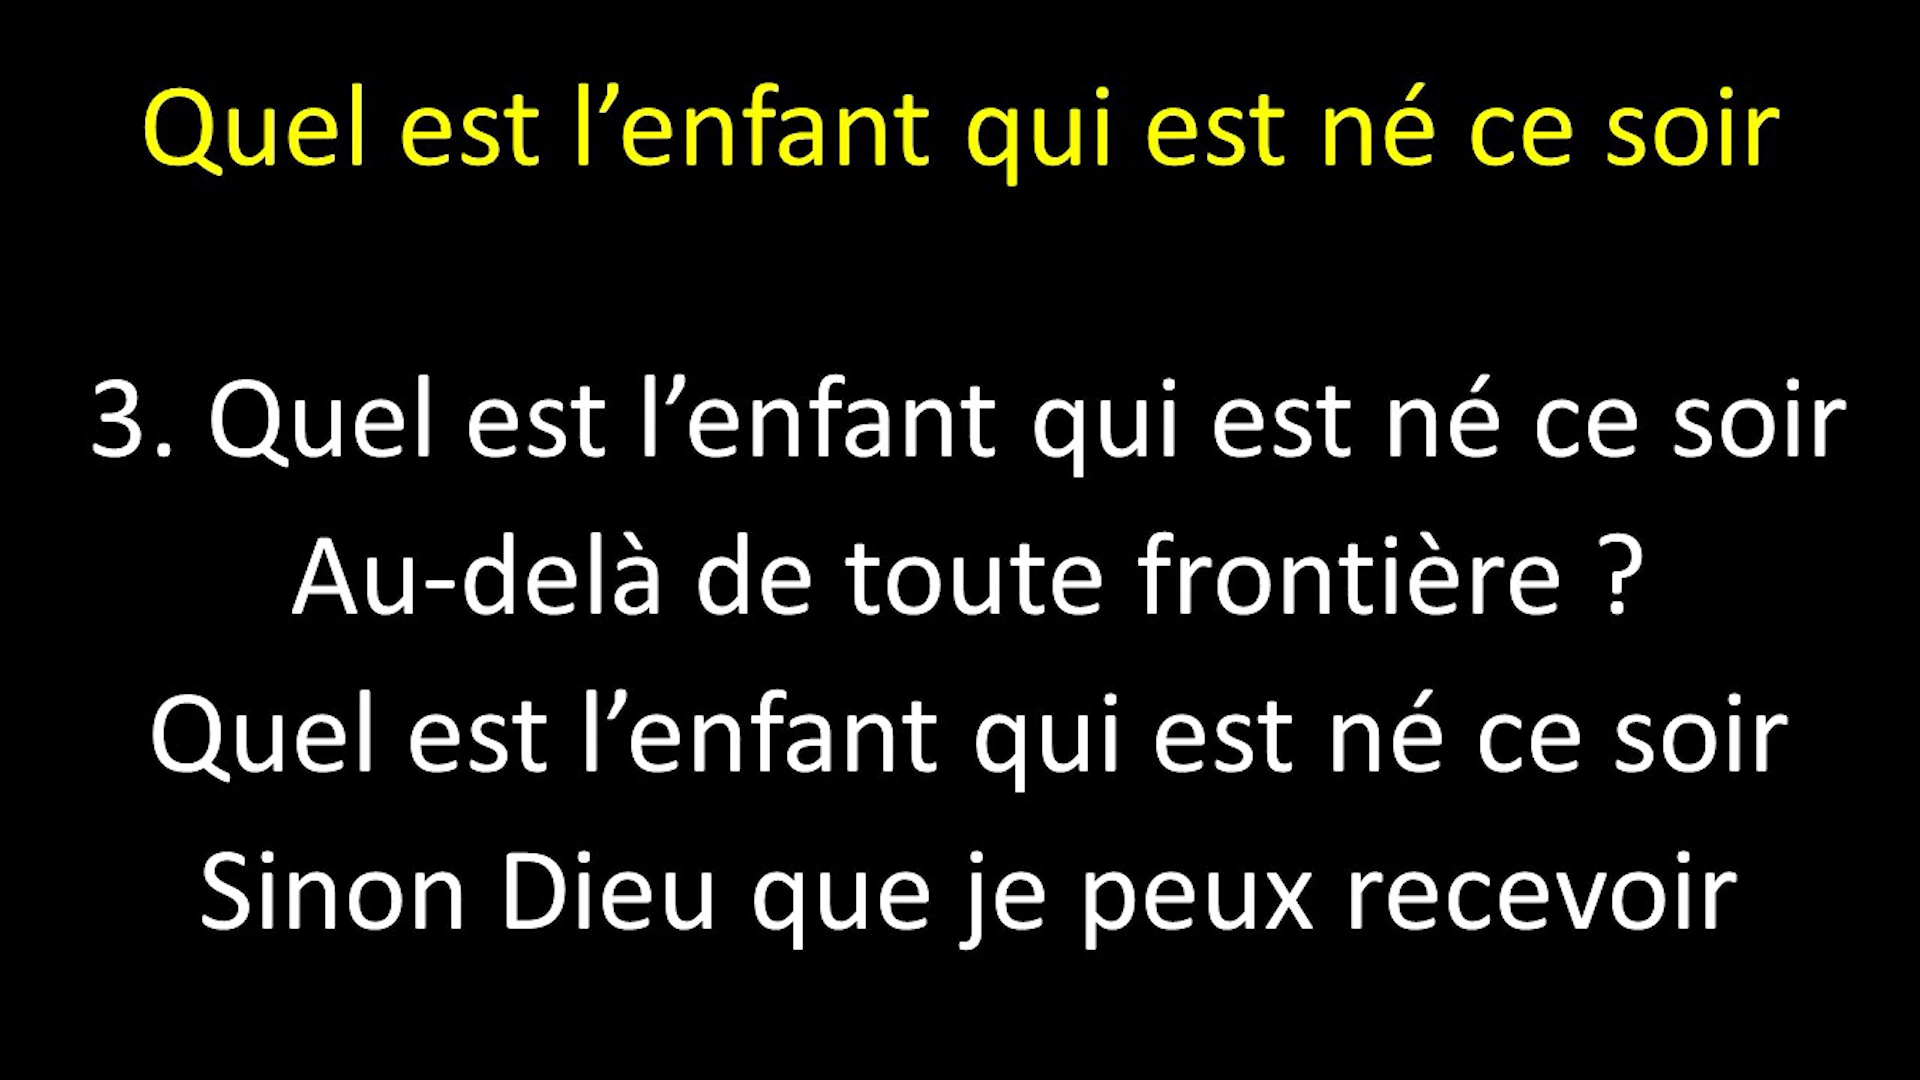 Quel est l’enfant qui est né ce soir
3. Quel est l’enfant qui est né ce soir
Au-delà de toute frontière ?
Quel est l’enfant qui est né ce soir
Sinon Dieu que je peux recevoir